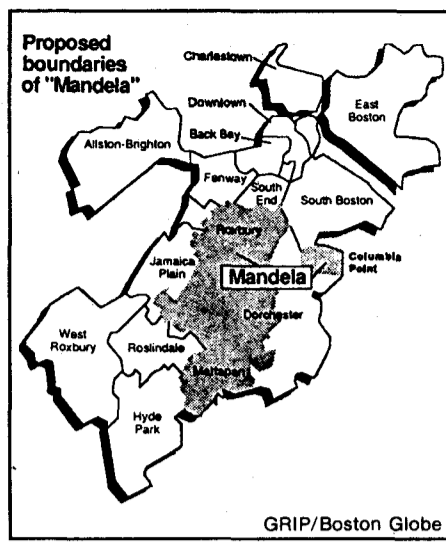 Proposed
boundaries
of "Mandela"
Charlestown
Downtown
East
Boston
Back Bay
Allston-Brighton
Fenway
South
End
South Boston
Roxbury
Jamaica
Plain
Columbia
Point
Mandela
Dorchester
West
Roxbury
Roslindale
Mattapan
Hyde
Park
GRIP/Boston Globe